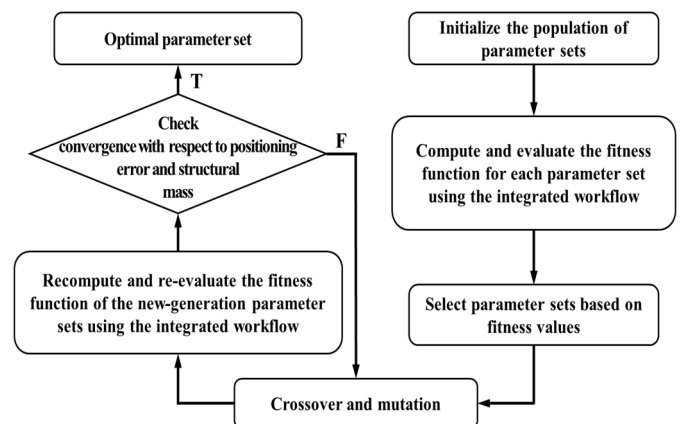 Optimal parameter set
T
Check
convergence with respect to positioning
error and structural
mass
F
Recompute and re-evaluate the fitness
function of the new-generation parameter
sets using the integrated workflow
Initialize the population of
parameter sets
Compute and evaluate the fitness
function for each parameter set
using the integrated workflow
Select parameter sets based on
fitness values
Crossover and mutation